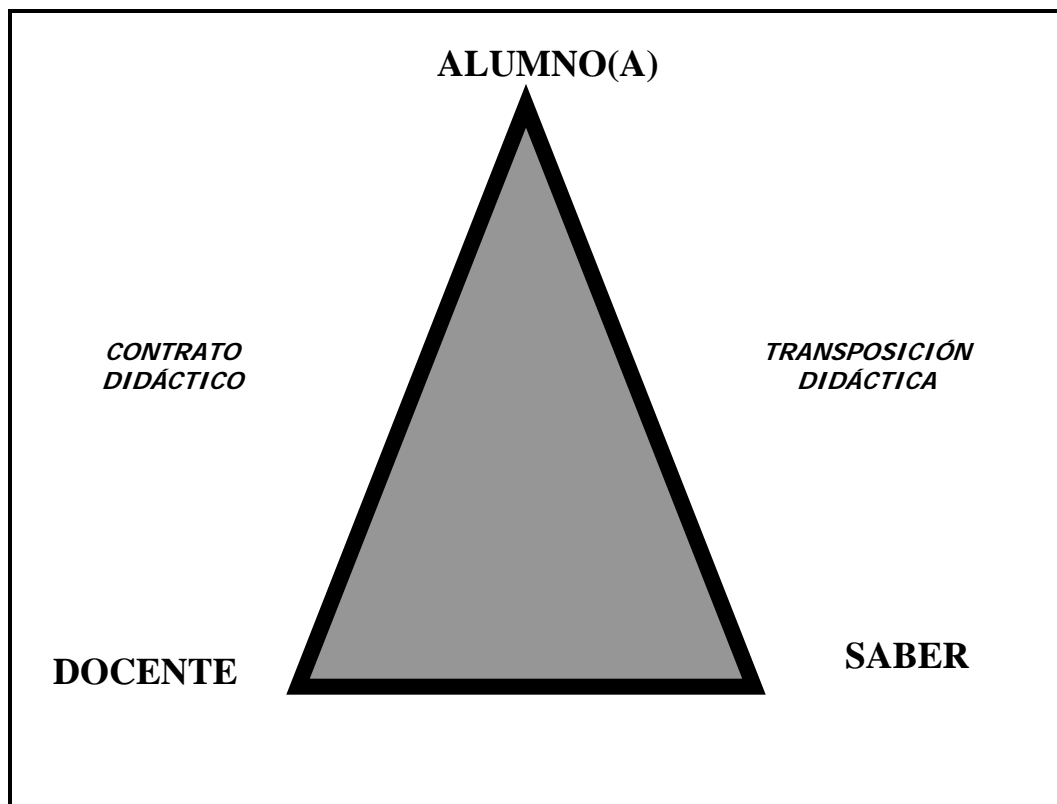 ALUMNO(A)
CONTRATO
DIDÁCTICO
TRANSPOSICIÓN
DIDÁCTICA
DOCENTE
SABER